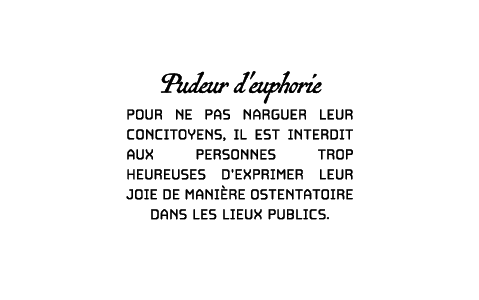 Pudeur d'euphorie
POUR NE PAS NARGUER LEUR
CONCITOYENS, IL EST INTERDIT
AUX PERSONNES TROP
HEUREUSES D'EXPRIMER LEUR
JOIE DE MANIÈRE OSTENTATOIRE
DANS LES LIEUX PUBLICS.